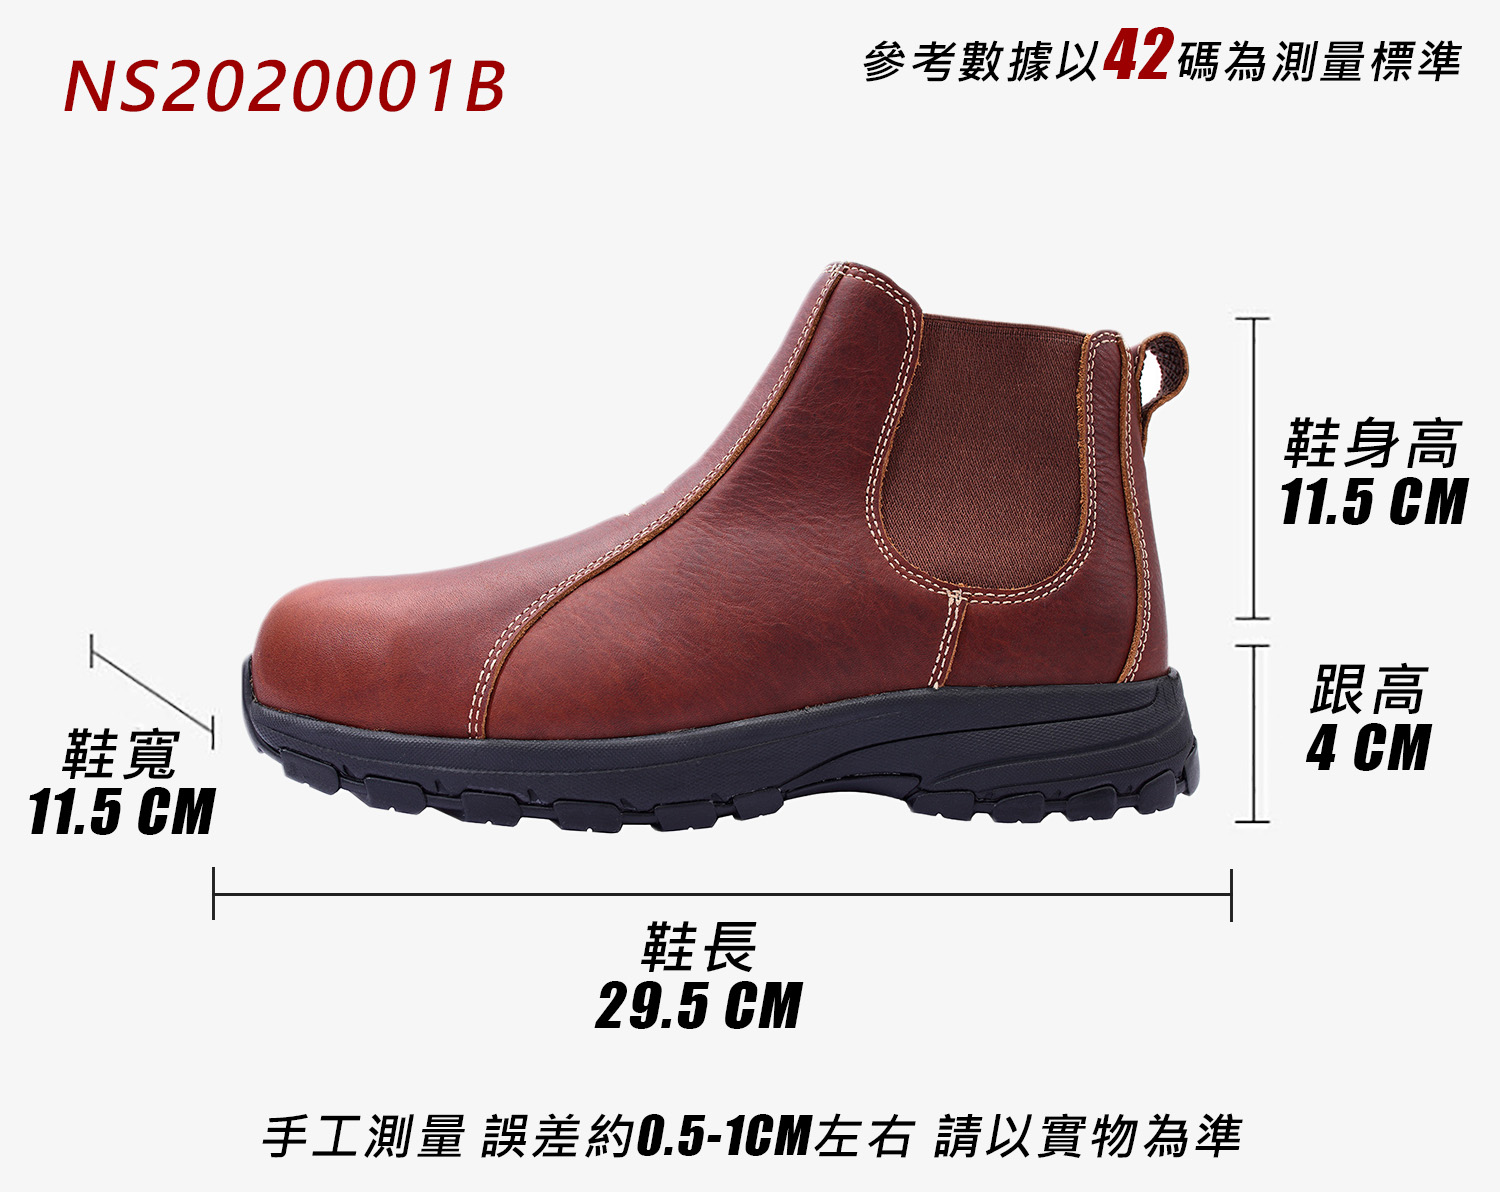 NS2020001B
參考數據以42碼為測量標準
鞋身高
11.5 CM
跟高
4 CM
鞋寬
11.5 CM
鞋長
29.5 CM
手工測量 誤差約0.5-1CM左右 請以實物為準